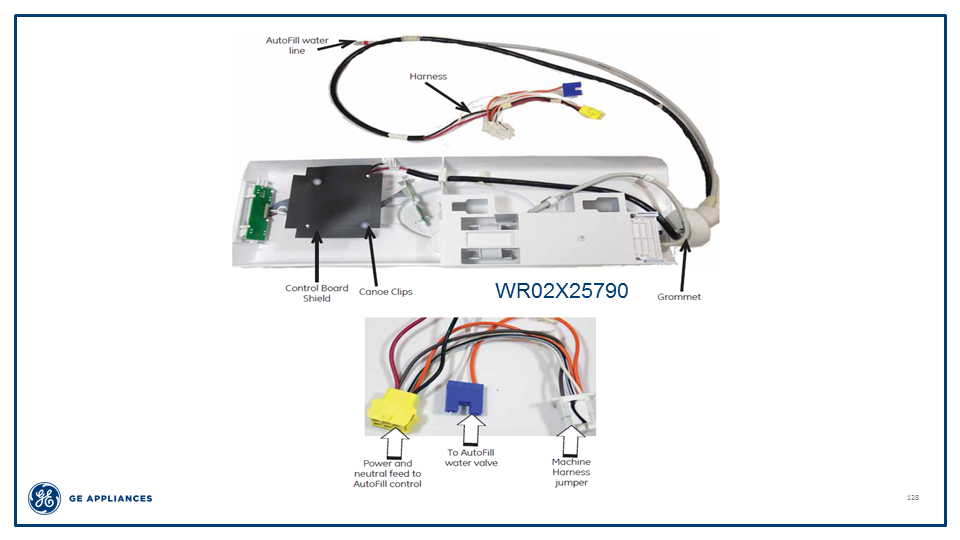 AutoFill water
line
Harness
Control Board
Shield
Canoe Clips
WR02X25790
Grommet
Power and
neutral feed to
AutoFill control
To AutoFill
water valve
Machine
Harness
jumper
GE APPLIANCES
128